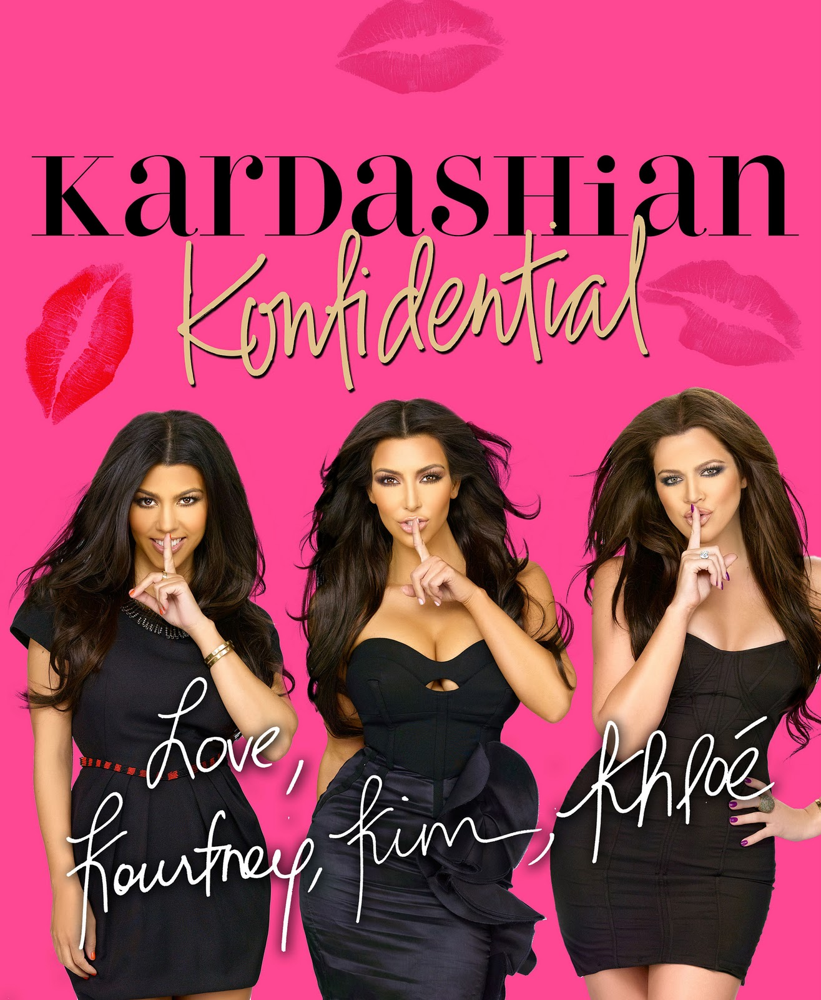 Kardashian
Konfidential
Love,
Kourtney, Kim, Khloé